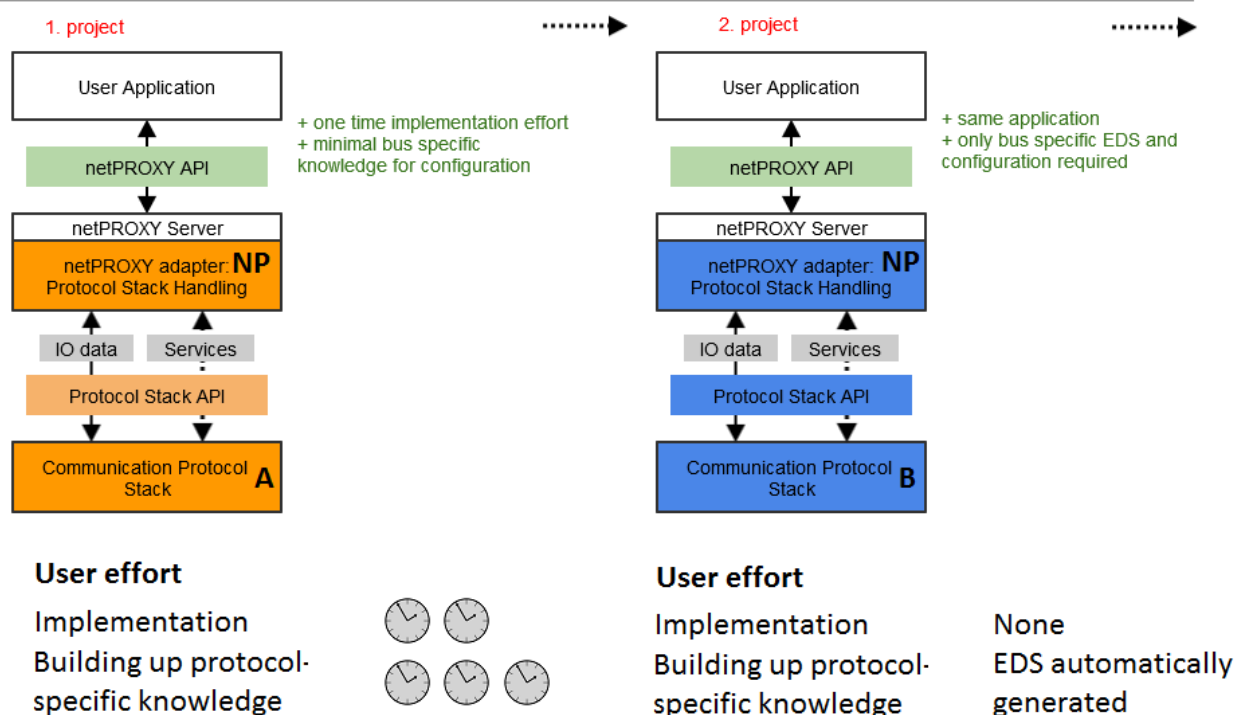 1. project
User Application
+ one time implementation effort
+ minimal bus specific
knowledge for configuration
netPROXY API
netPROXY Server
netPROXY adapter: NP
Protocol Stack Handling
IO data
Services
Protocol Stack API
Communication Protocol
Stack
A
User effort
Implementation
Building up protocol-
specific knowledge
2. project
User Application
+ same application
+ only bus specific EDS and
configuration required
netPROXY API
netPROXY Server
netPROXY adapter: NP
Protocol Stack Handling
IO data
Services
Protocol Stack API
Communication Protocol
Stack
B
User effort
Implementation
Building up protocol-
specific knowledge
None
EDS automatically
generated